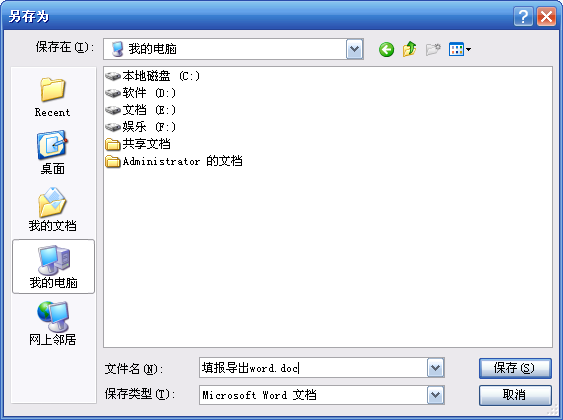 另存为
保存在(I):
我的电脑
Recent
桌面
我的文档
我的电脑
网上邻居
本地磁盘 (C:)
软件 (D:)
文档 (E:)
娱乐 (F:)
共享文档
Administrator 的文档
文件名(N):
填报导出word.doc
保存(S)
保存类型(T):
Microsoft Word 文档
取消